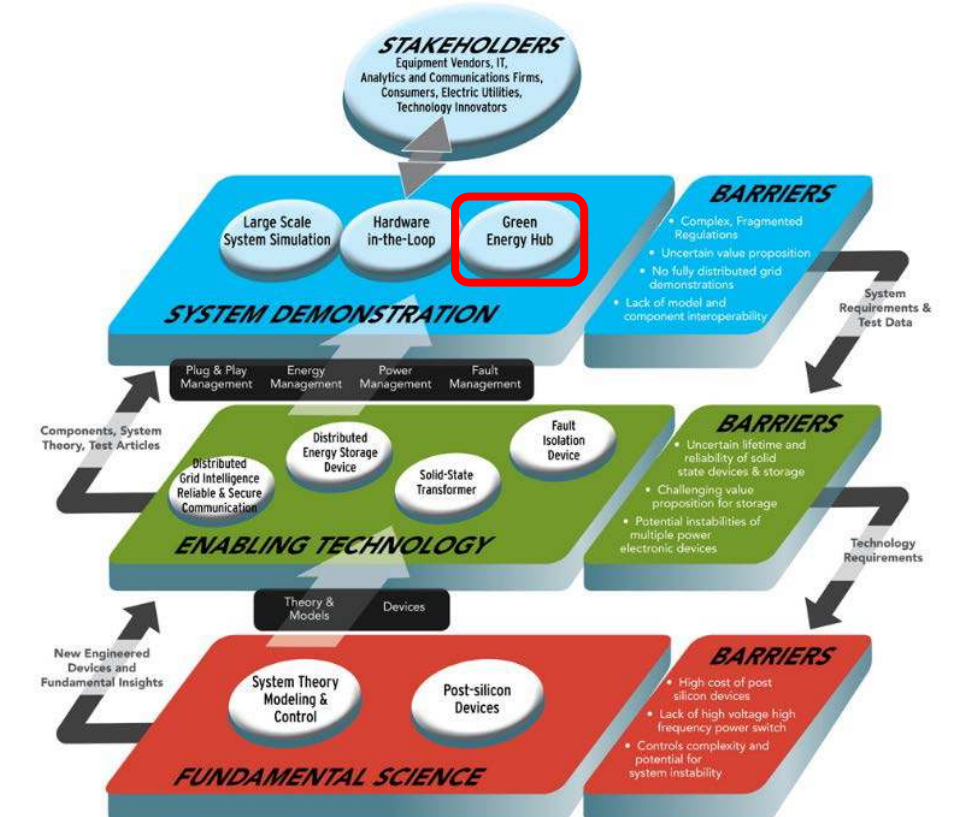 STAKEHOLDERS
Equipment Vendors, IT,
Analytics and Communications Firms,
Consumers, Electric Utilities,
Technology Innovators
Large Scale
System Simulation
Hardware
in-the-Loop
Green
Energy Hub
SYSTEM DEMONSTRATION
BARRIERS
• Complex, Fragmented
Regulations
• Uncertain value proposition
• No fully distributed grid
demonstrations
• Lack of model and
component interoperability
System
Requirements &
Test Data
Plug & Play
Management
Energy
Management
Power
Management
Fault
Management
Components, System
Theory, Test Articles
Distributed
Grid Intelligence
Reliable & Secure
Communication
Distributed
Energy Storage
Device
Solid-State
Transformer
Fault
Isolation
Device
ENABLING TECHNOLOGY
BARRIERS
• Uncertain lifetime and
reliability of solid
state devices & storage
• Challenging value
proposition for storage
• Potential instabilities of
multiple power
electronic devices
Technology
Requirements
Theory &
Models
Devices
New Engineered
Devices and
Fundamental Insights
System Theory
Modeling &
Control
Post-silicon
Devices
FUNDAMENTAL SCIENCE
BARRIERS
• High cost of post
silicon devices
• Lack of high voltage high
frequency power switch
• Controls complexity and
potential for
system instability